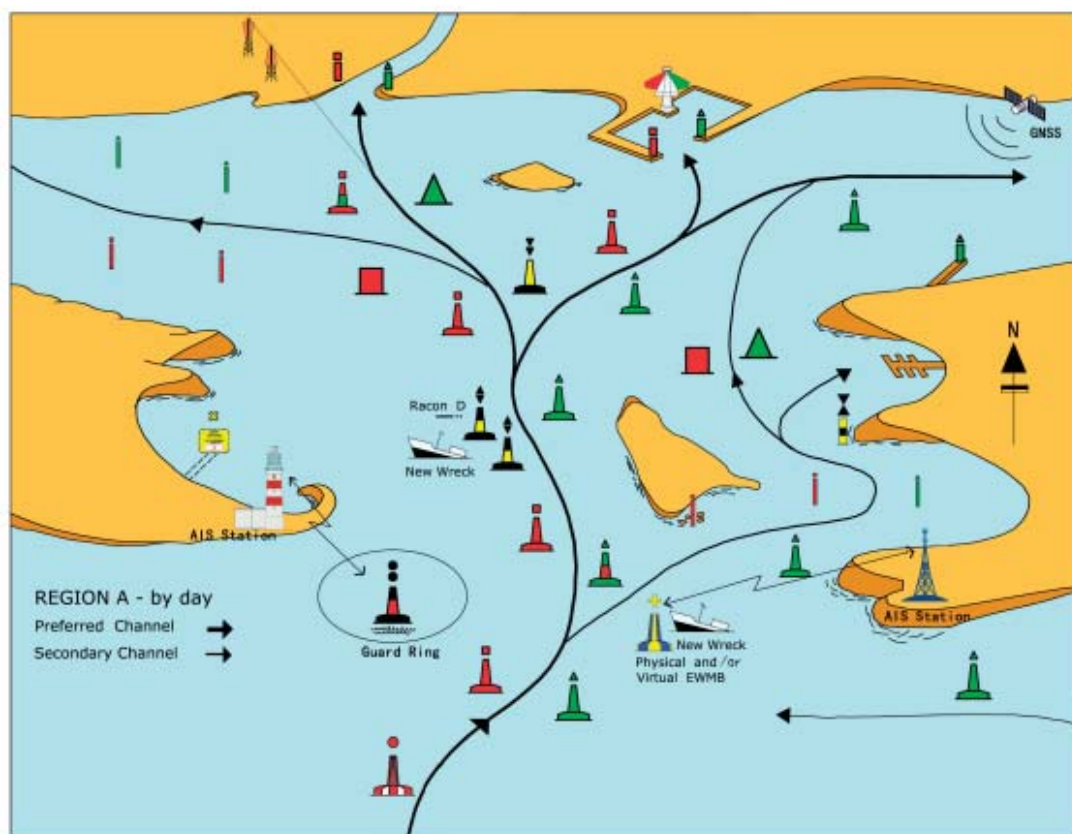 GNSS
N
Racon D
New Wreck
AIS Station
REGION A - by day
Preferred Channel
Secondary Channel
Guard Ring
New Wreck
Physical and/or
Virtual EWMB
AIS Station